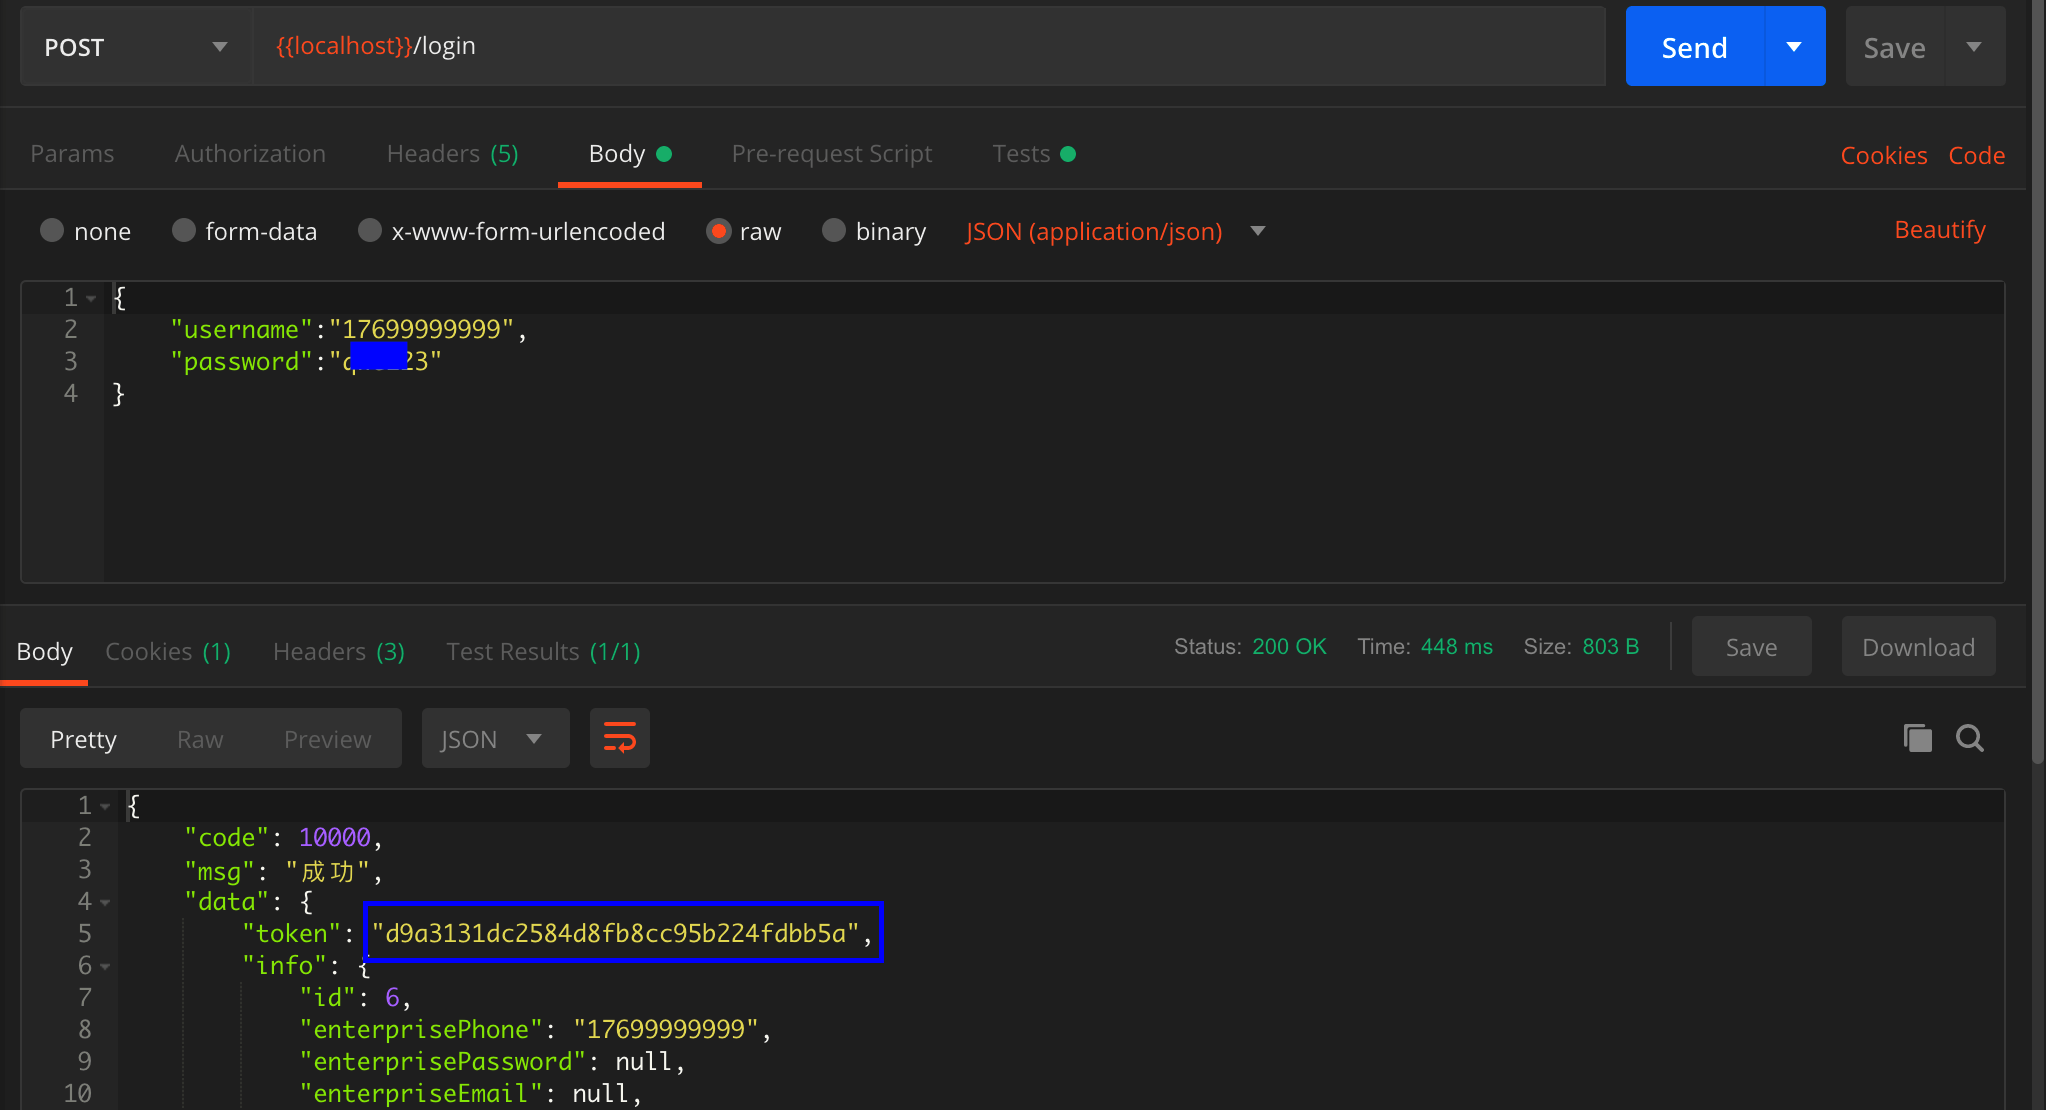 POST {{localhost}}/login Send Save
Params Authorization Headers (5) Body Pre-request Script Tests Cookies Code
none form-data x-www-form-urlencoded raw binary JSON (application/json) Beautify
1 {
2 "username":"17699999999",
3 "password":"q 23"
4 }
Body Cookies (1) Headers (3) Test Results (1/1) Status: 200 OK Time: 448 ms Size: 803 B Save Download
Pretty Raw Preview JSON
1 {
2 "code": 10000,
3 "msg": "成功",
4 "data": {
5 "token": "d9a3131dc2584d8fb8cc95b224fdbb5a",
6 "info": {
7 "id": 6,
8 "enterprisePhone": "17699999999",
9 "enterprisePassword": null,
10 "enterpriseEmail": null,